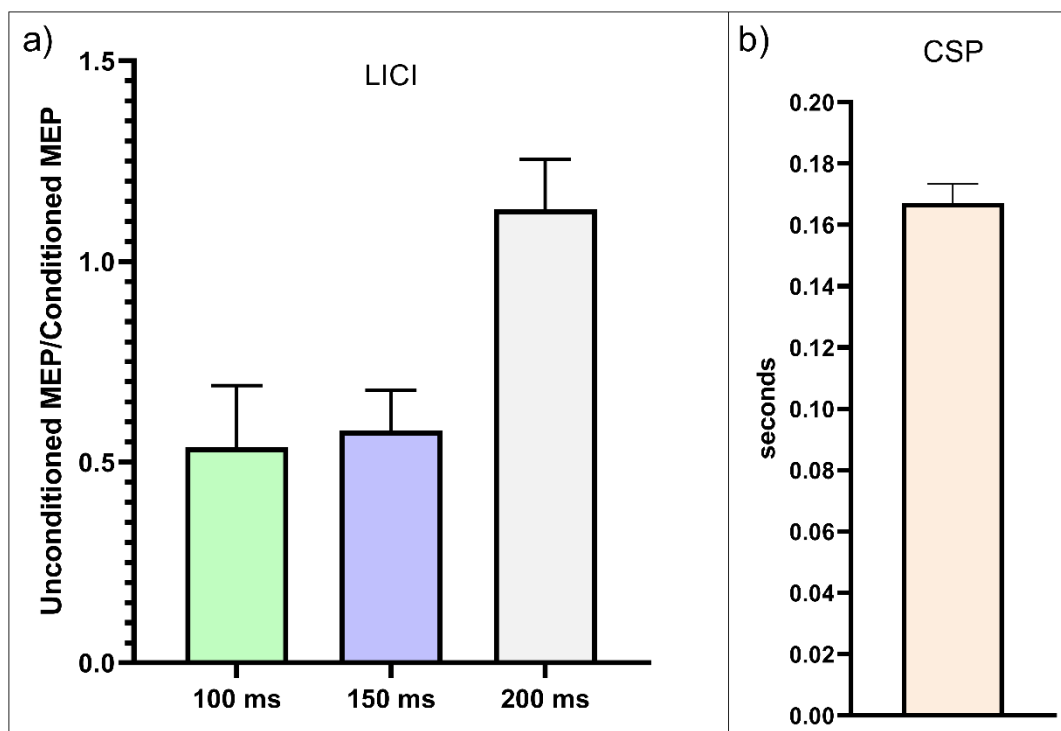 a)
LICI
Unconditioned MEP/Conditioned MEP
1.5
1.0
0.5
0.0
100 ms
150 ms
200 ms
b)
CSP
seconds
0.20
0.18
0.16
0.14
0.12
0.10
0.08
0.06
0.04
0.02
0.00